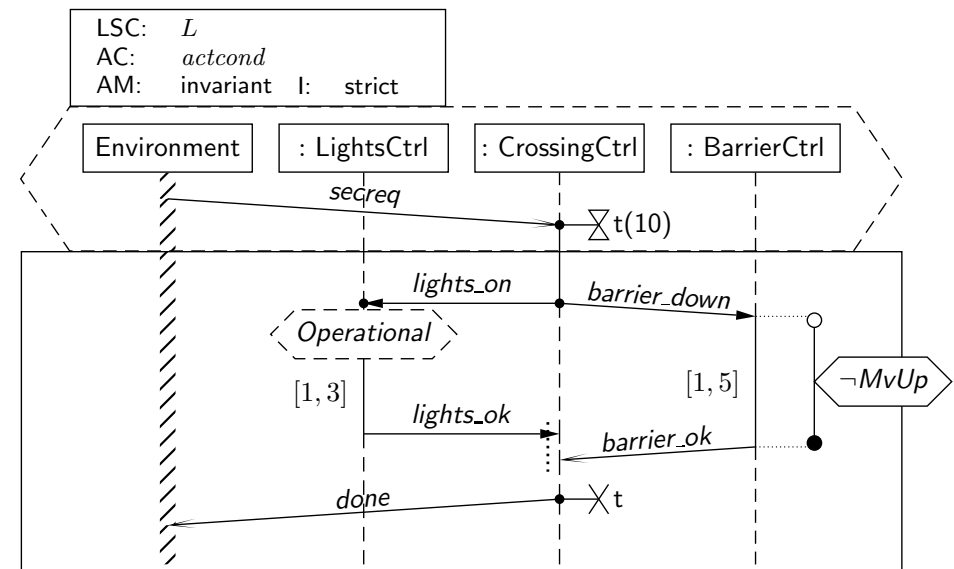 LSC: L
AC: actcond
AM: invariant I: strict
Environment : LightsCtrl : CrossingCtrl : BarrierCtrl
secreq
t(10)
lights_on barrier_down
Operational
¬MvUp
[1, 3] [1, 5]
lights_ok
barrier_ok
done t